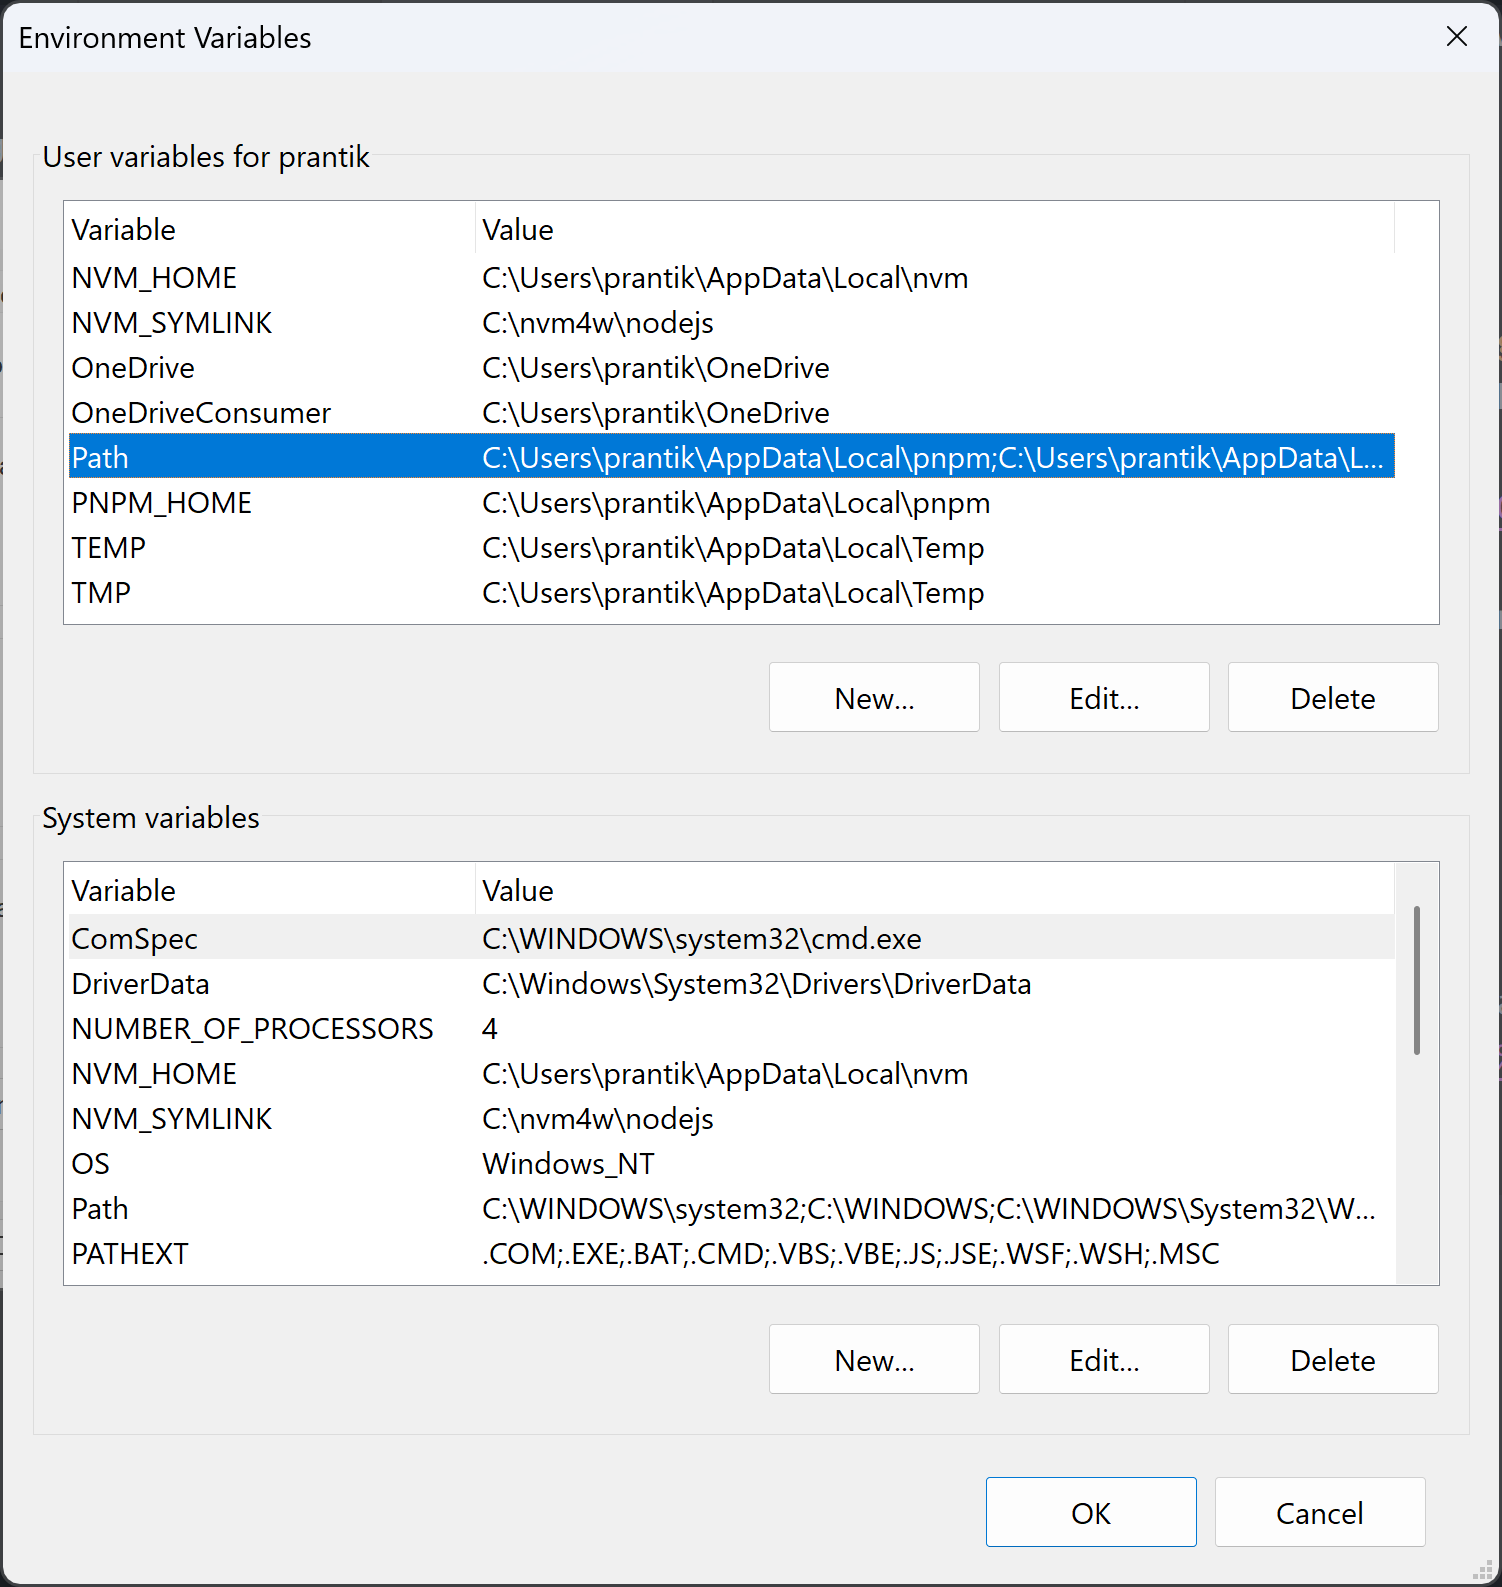 Environment Variables
User variables for prantik
Variable Value
NVM_HOME C:\Users\prantik\AppData\Local\nvm
NVM_SYMLINK C:\nvm4w\nodejs
OneDrive C:\Users\prantik\OneDrive
OneDriveConsumer C:\Users\prantik\OneDrive
Path C:\Users\prantik\AppData\Local\pnpm;C:\Users\prantik\AppData\L...
PNPM_HOME C:\Users\prantik\AppData\Local\pnpm
TEMP C:\Users\prantik\AppData\Local\Temp
TMP C:\Users\prantik\AppData\Local\Temp
New... Edit... Delete
System variables
Variable Value
ComSpec C:\WINDOWS\system32\cmd.exe
DriverData C:\Windows\System32\Drivers\DriverData
NUMBER_OF_PROCESSORS 4
NVM_HOME C:\Users\prantik\AppData\Local\nvm
NVM_SYMLINK C:\nvm4w\nodejs
OS Windows_NT
Path C:\WINDOWS\system32;C:\WINDOWS;C:\WINDOWS\System32\W...
PATHEXT .COM;.EXE;.BAT;.CMD;.VBS;.VBE;.JS;.JSE;.WSF;.WSH;.MSC
New... Edit... Delete
OK Cancel